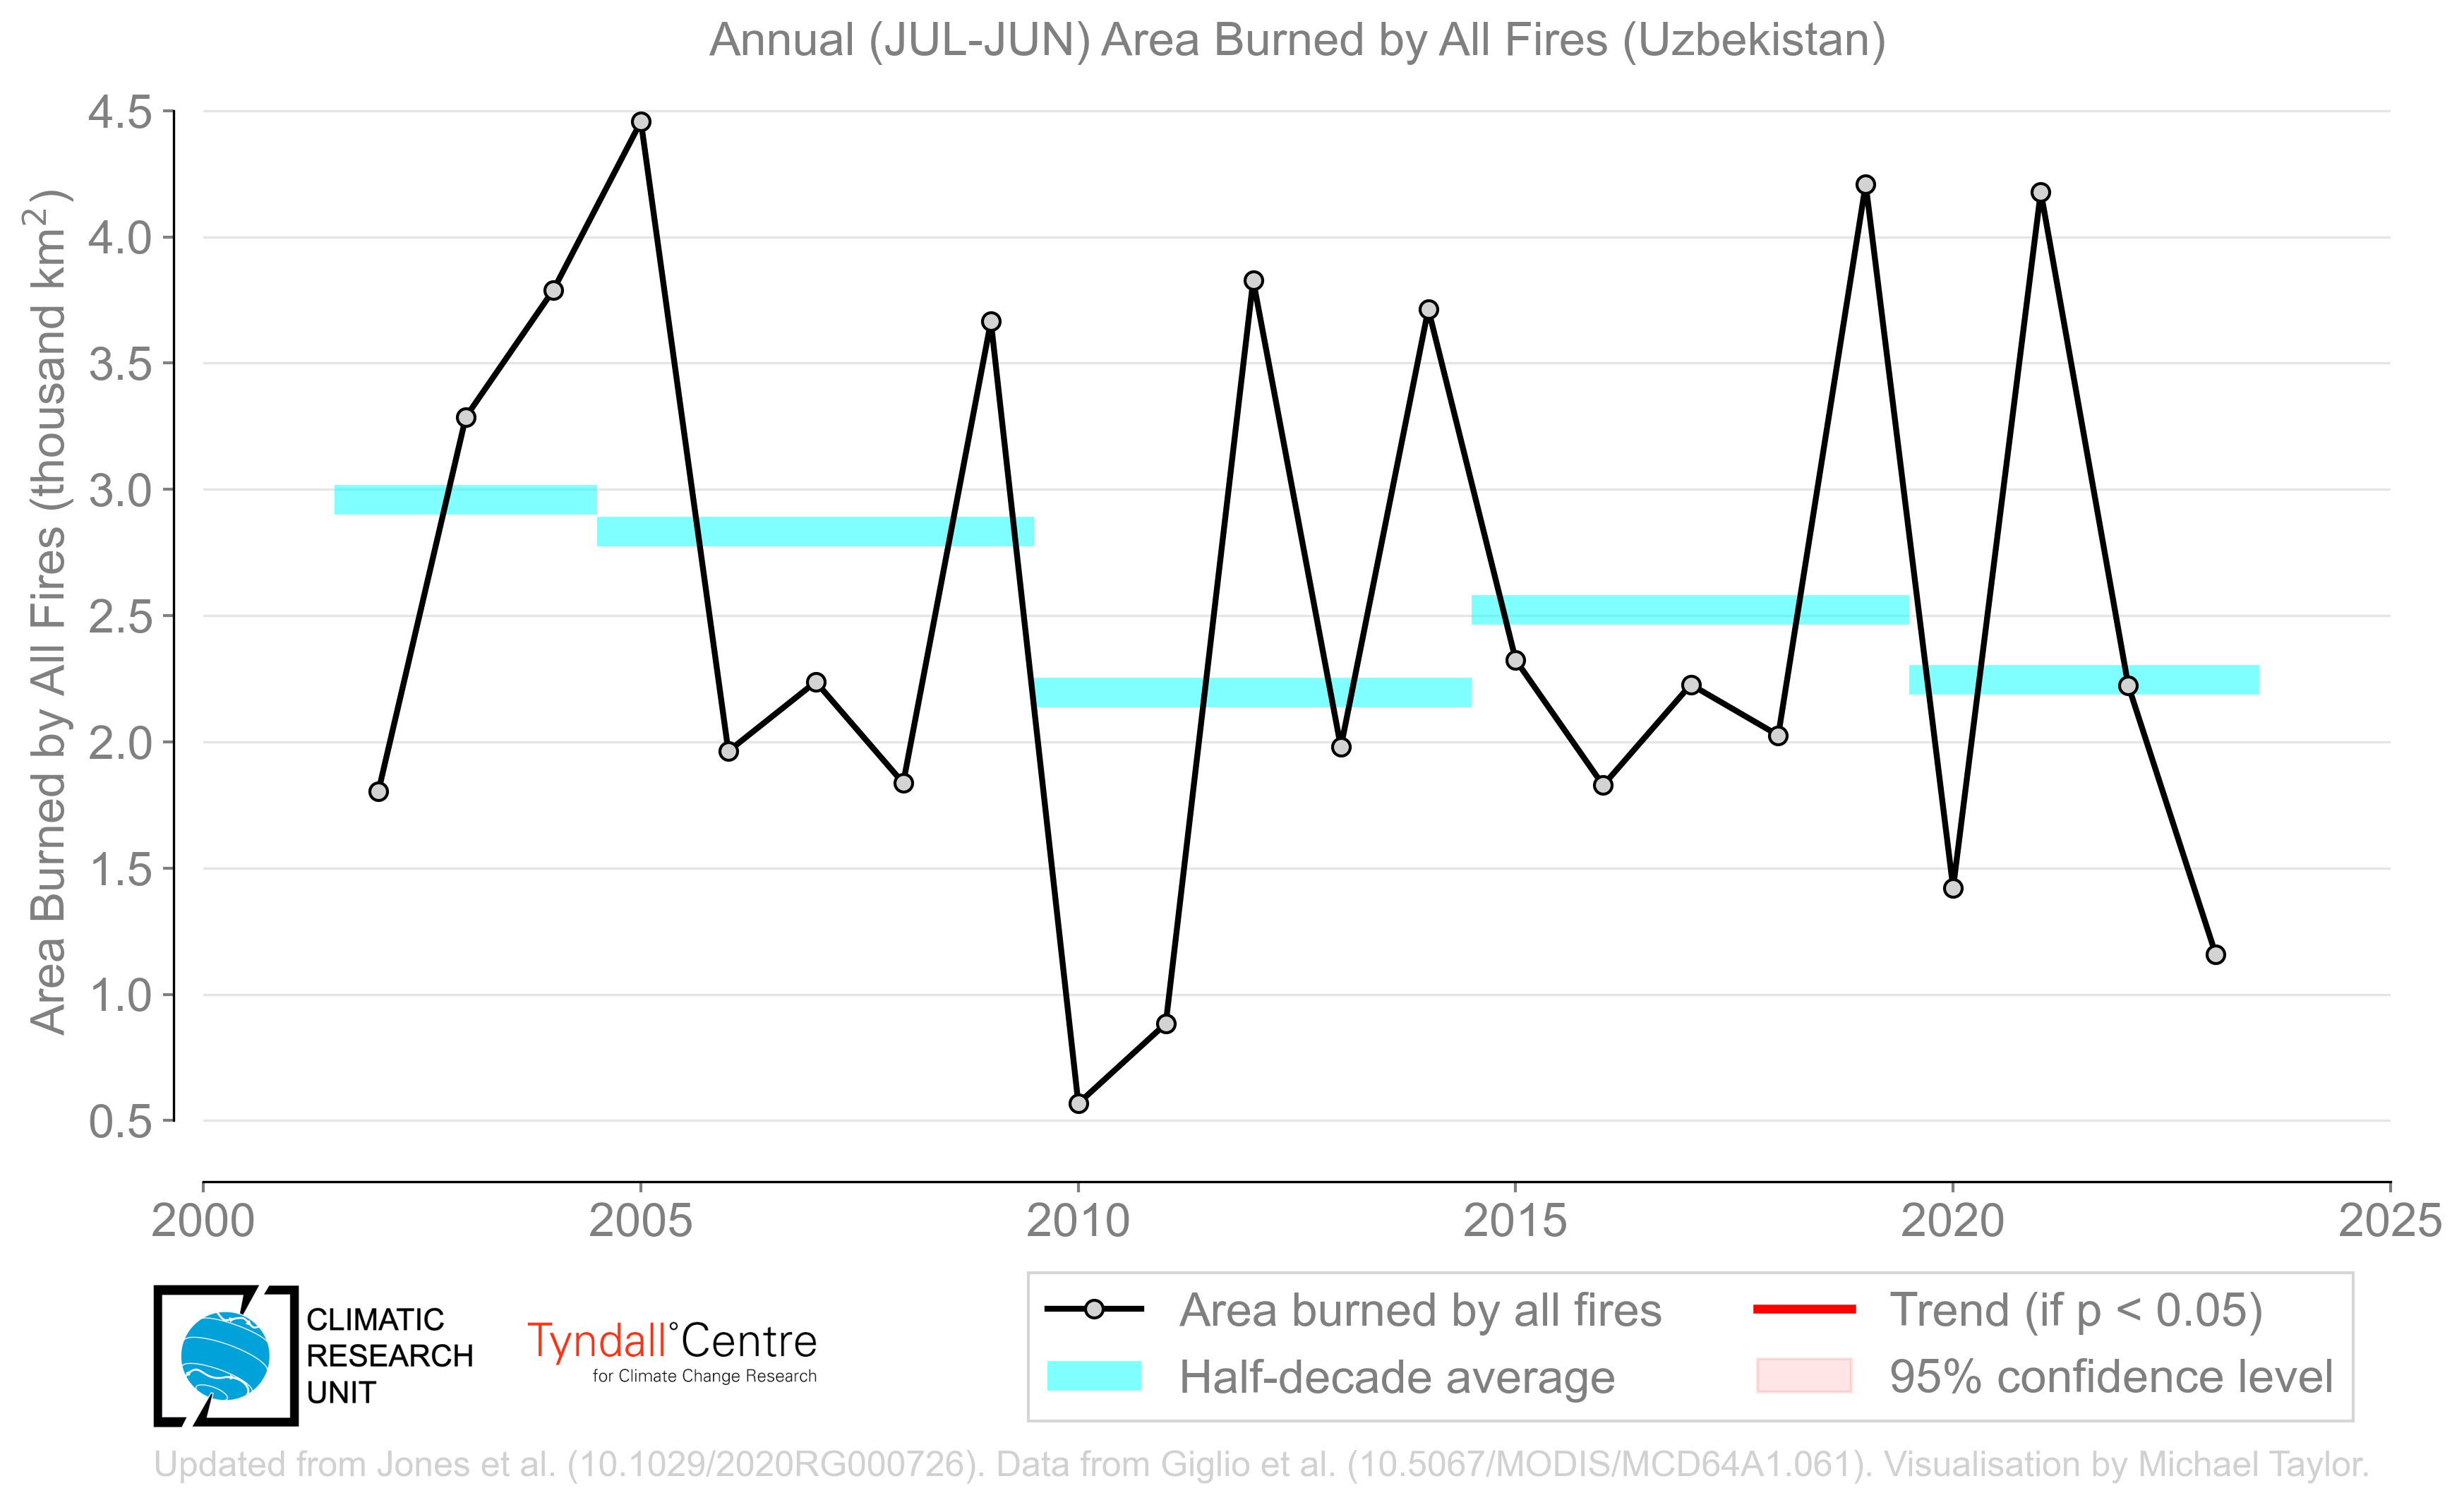 Annual (JUL-JUN) Area Burned by All Fires (Uzbekistan)
Area Burned by All Fires (thousand km²)
4.5
4.0
3.5
3.0
2.5
2.0
1.5
1.0
0.5
2000 2005 2010 2015 2020 2025
Area burned by all fires
Half-decade average
Trend (if p < 0.05)
95% confidence level
CLIMATIC
RESEARCH
UNIT
Tyndall°Centre
for Climate Change Research
Updated from Jones et al. (10.1029/2020RG000726). Data from Giglio et al. (10.5067/MODIS/MCD64A1.061). Visualisation by Michael Taylor.